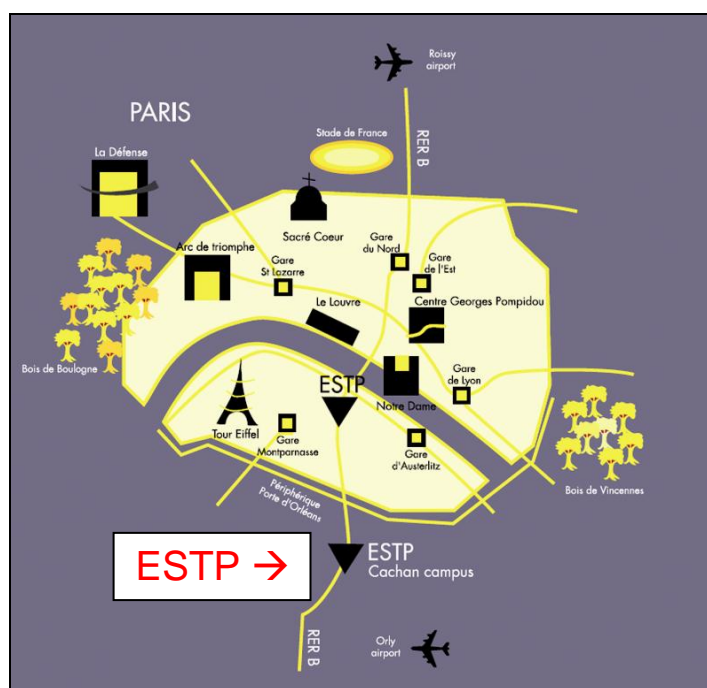 Roissy
airport
PARIS
RER B
Stade de France
La Défense
Sacré Coeur
Gare
du Nord
Arc de triomphe
Gare
St Lazarre
Gare
de l'Est
Le Louvre
Centre Georges Pompidou
Bois de Boulogne
Gare
de Lyon
ESTP
Notre Dame
Tour Eiffel
Gare
Montparnasse
Gare
d'Austerlitz
Bois de Vincennes
Périphérique
Porte d'Orléans
ESTP →
ESTP
Cachan campus
RER B
Orly
airport